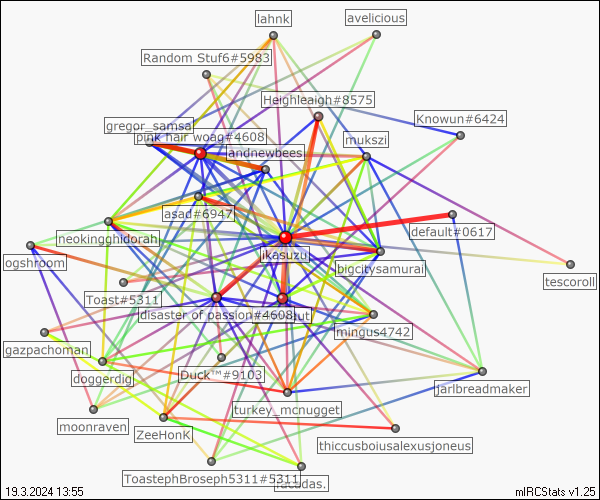 lahnk
avelicious
Random Stuf6#5983
Heighleaigh#8575
Knowun#6424
gregor_samsa
pink hair woag#4608
mukszi
andnewbees
asad#6947
default#0617
neokingghidorah
ikasuzu
ogshroom
bigcitysamurai
tescoroll
Toast#5311
disaster of passion#4608
mingus4742
gazpachoman
Duck™#9103
doggerdig
jarlbreadmaker
turkey_mcnugget
moonraven
ZeeHonk
thiccusboiusalexusjoneus
ToastephBroseph5311#5311
facadas.
19.3.2024 13:55
mIRCStats v1.25